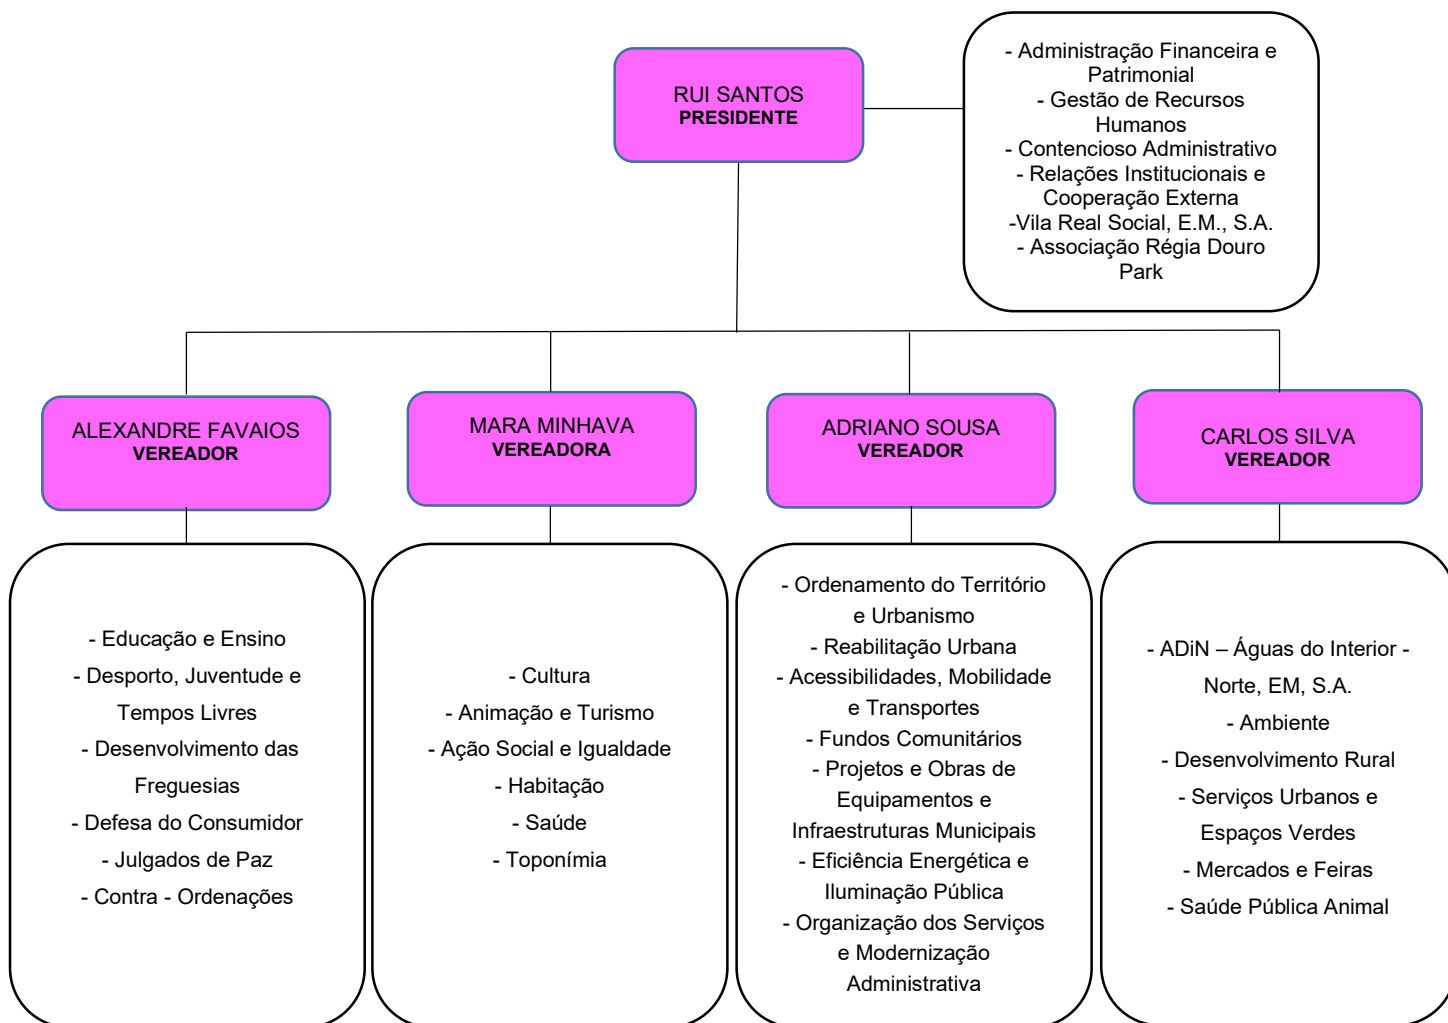 RUI SANTOS
PRESIDENTE
- Administração Financeira e
Patrimonial
- Gestão de Recursos
Humanos
- Contencioso Administrativo
- Relações Institucionais e
Cooperação Externa
-Vila Real Social, E.M., S.A.
- Associação Régia Douro
Park
ALEXANDRE FAVAIOS
VEREADOR
MARA MINHAVA
VEREADORA
ADRIANO SOUSA
VEREADOR
CARLOS SILVA
VEREADOR
- Educação e Ensino
- Desporto, Juventude e
Tempos Livres
- Desenvolvimento das
Freguesias
- Defesa do Consumidor
- Julgados de Paz
- Contra - Ordenações
- Cultura
- Animação e Turismo
- Ação Social e Igualdade
- Habitação
- Saúde
- Toponímia
- Ordenamento do Território
e Urbanismo
- Reabilitação Urbana
- Acessibilidades, Mobilidade
e Transportes
- Fundos Comunitários
- Projetos e Obras de
Equipamentos e
Infraestruturas Municipais
- Eficiência Energética e
Iluminação Pública
- Organização dos Serviços
e Modernização
Administrativa
- ADiN – Águas do Interior -
Norte, EM, S.A.
- Ambiente
- Desenvolvimento Rural
- Serviços Urbanos e
Espaços Verdes
- Mercados e Feiras
- Saúde Pública Animal